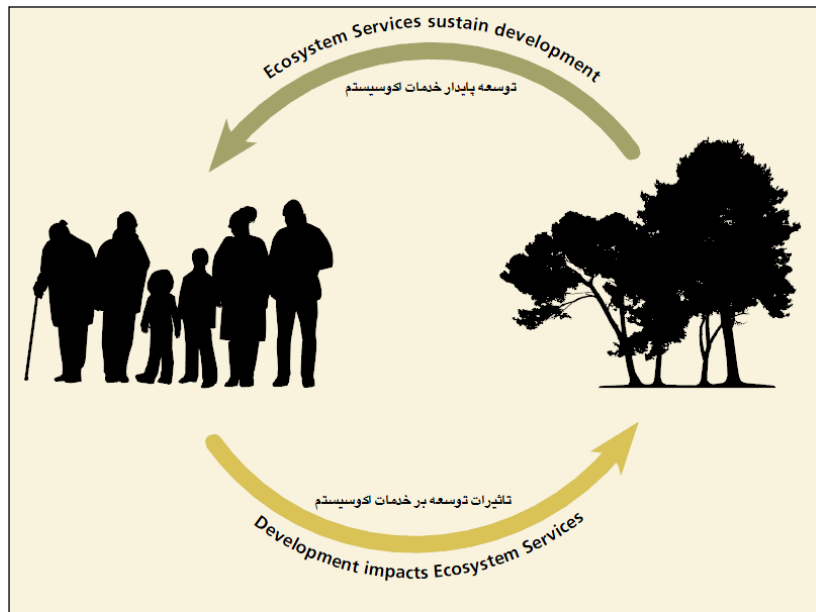 Ecosystem Services sustain development
توسعه پایدار خدمات اکوسیستم
تاثیرات توسعه بر خدمات اکوسیستم
Development impacts Ecosystem Services